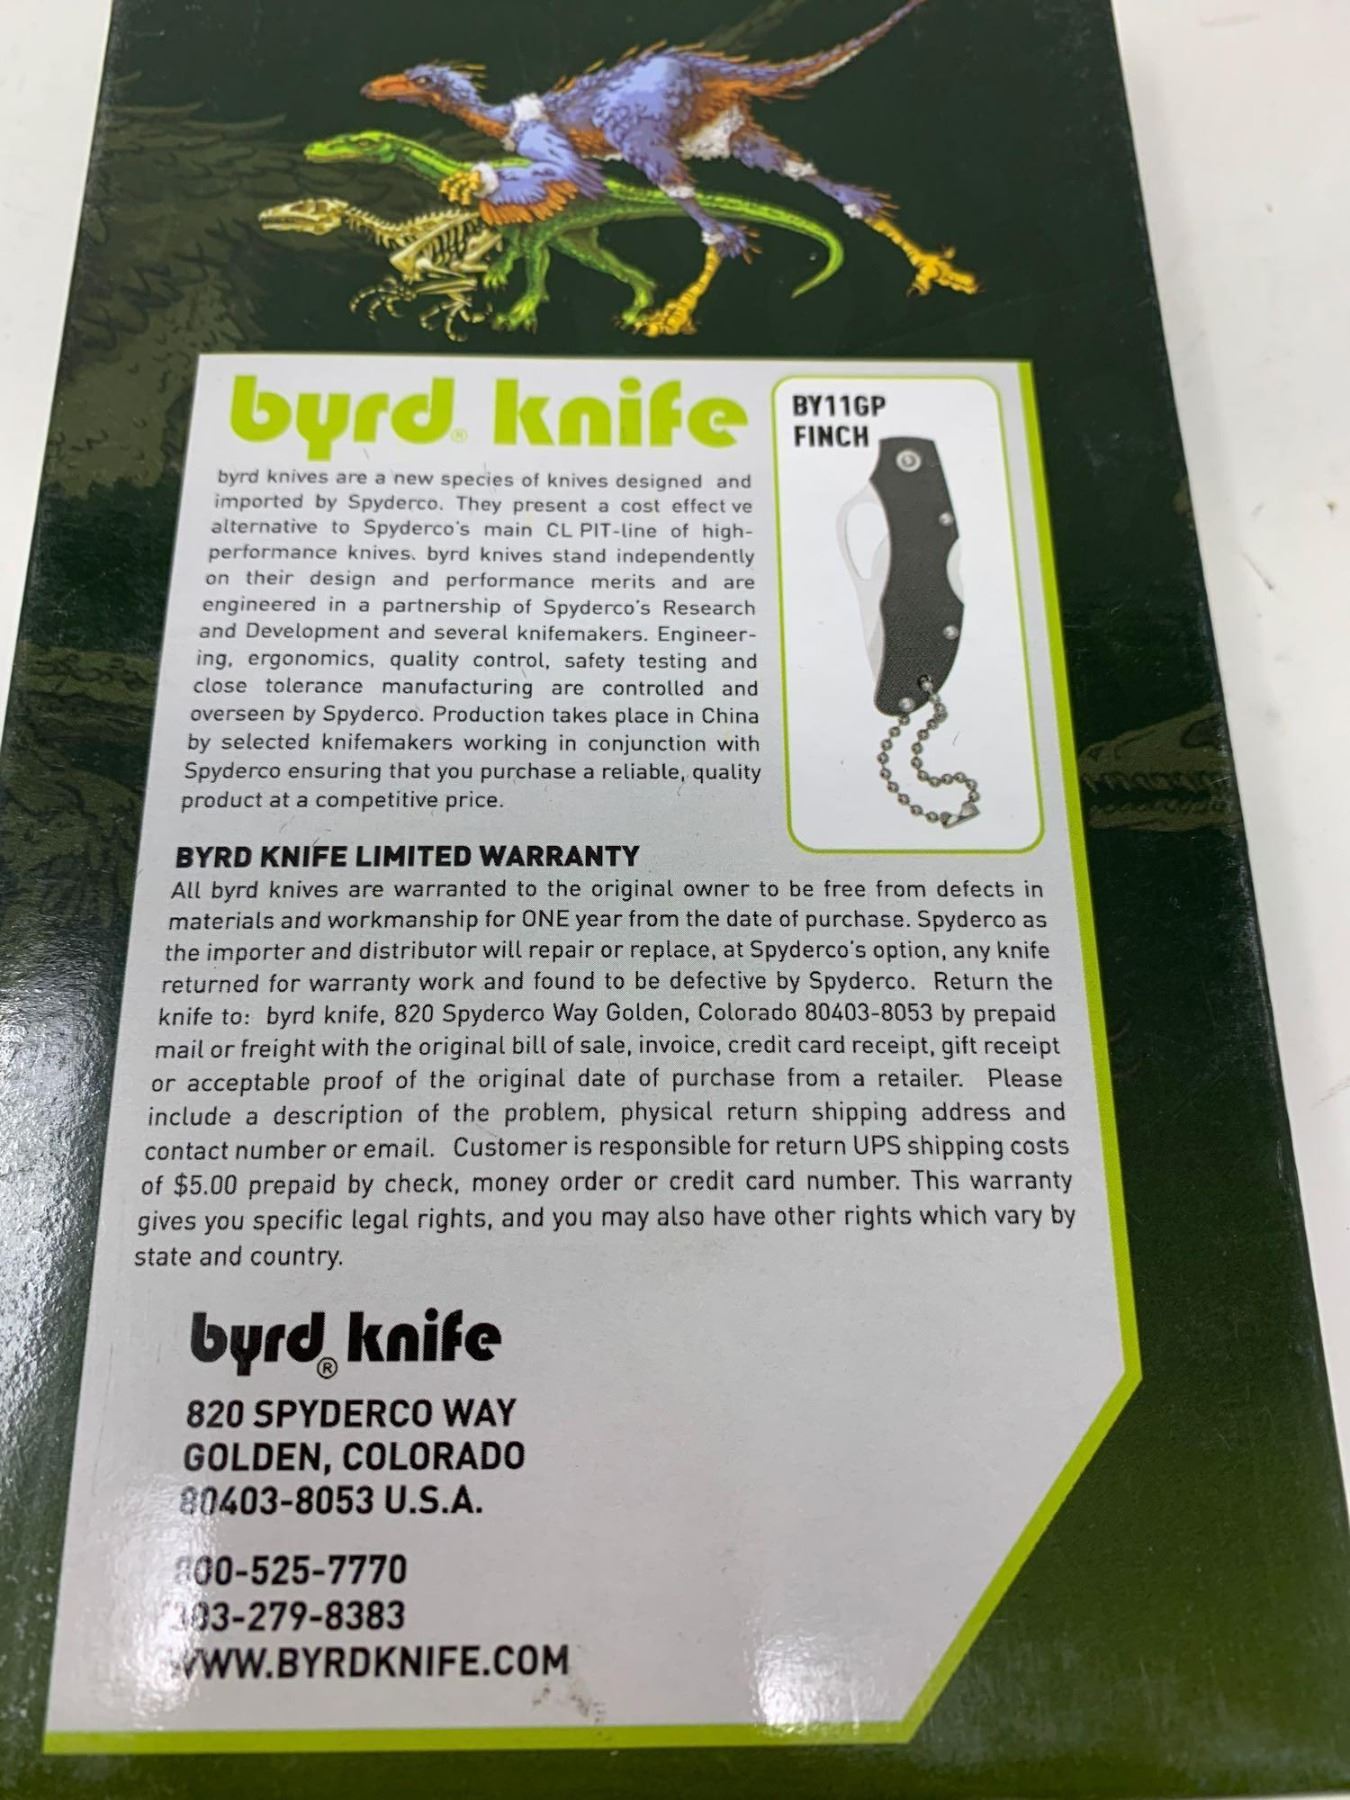 byrd® knife
BY11GP
FINCH
byrd knives are a new species of knives designed and
imported by Spyderco. They present a cost effect ve
alternative to Spyderco's main CL PIT-line of high-
performance knives. byrd knives stand independently
on their design and performance merits and are
engineered in a partnership of Spyderco's Research
and Development and several knifemakers. Engineer-
ing, ergonomics, quality control, safety testing and
close tolerance manufacturing are controlled and
overseen by Spyderco. Production takes place in China
by selected knifemakers working in conjunction with
Spyderco ensuring that you purchase a reliable, quality
product at a competitive price.
BYRD KNIFE LIMITED WARRANTY
All byrd knives are warranted to the original owner to be free from defects in
materials and workmanship for ONE year from the date of purchase. Spyderco as
the importer and distributor will repair or replace, at Spyderco's option, any knife
returned for warranty work and found to be defective by Spyderco. Return the
knife to: byrd knife, 820 Spyderco Way Golden, Colorado 80403-8053 by prepaid
mail or freight with the original bill of sale, invoice, credit card receipt, gift receipt
or acceptable proof of the original date of purchase from a retailer. Please
include a description of the problem, physical return shipping address and
contact number or email. Customer is responsible for return UPS shipping costs
of $5.00 prepaid by check, money order or credit card number. This warranty
gives you specific legal rights, and you may also have other rights which vary by
state and country.
byrd® knife
820 SPYDERCO WAY
GOLDEN, COLORADO
80403-8053 U.S.A.
800-525-7770
303-279-8383
WWW.BYRDKNIFE.COM